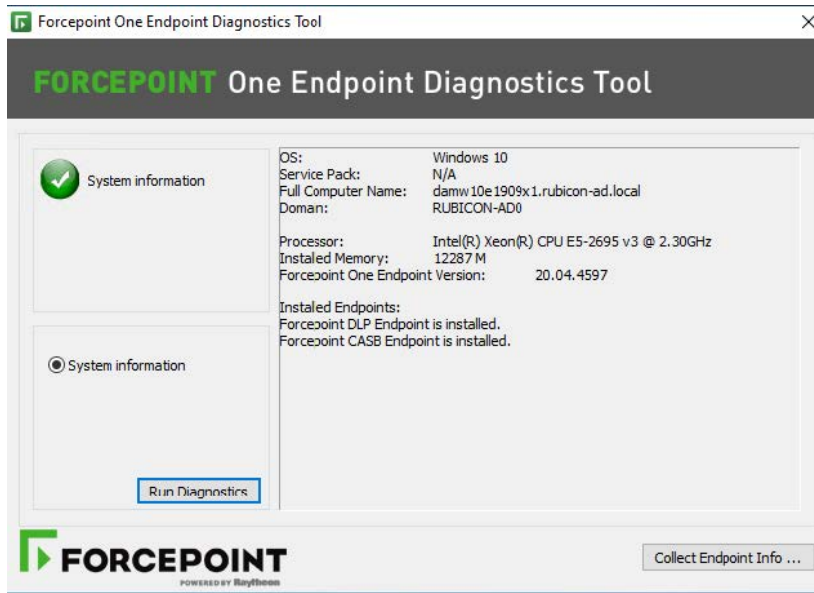 Forcepoint One Endpoint Diagnostics Tool
FORCEPOINT One Endpoint Diagnostics Tool
System information
OS: Windows 10
Service Pack: N/A
Full Computer Name: damw10e1909x1.rubicon-ad.local
Doman: RUBICON-AD0
Processor: Intel(R) Xeon(R) CPU E5-2695 v3 @ 2.30GHz
Instaled Memory: 12287 M
Forcepoint One Endpoint Version: 20.04.4597
Instaled Endpoints:
Forcepoint DLP Endpoint is installed.
Forcepoint CASB Endpoint is installed.
System information
Run Diagnostics
FORCEPOINT
POWERED BY Raytheon
Collect Endpoint Info ...